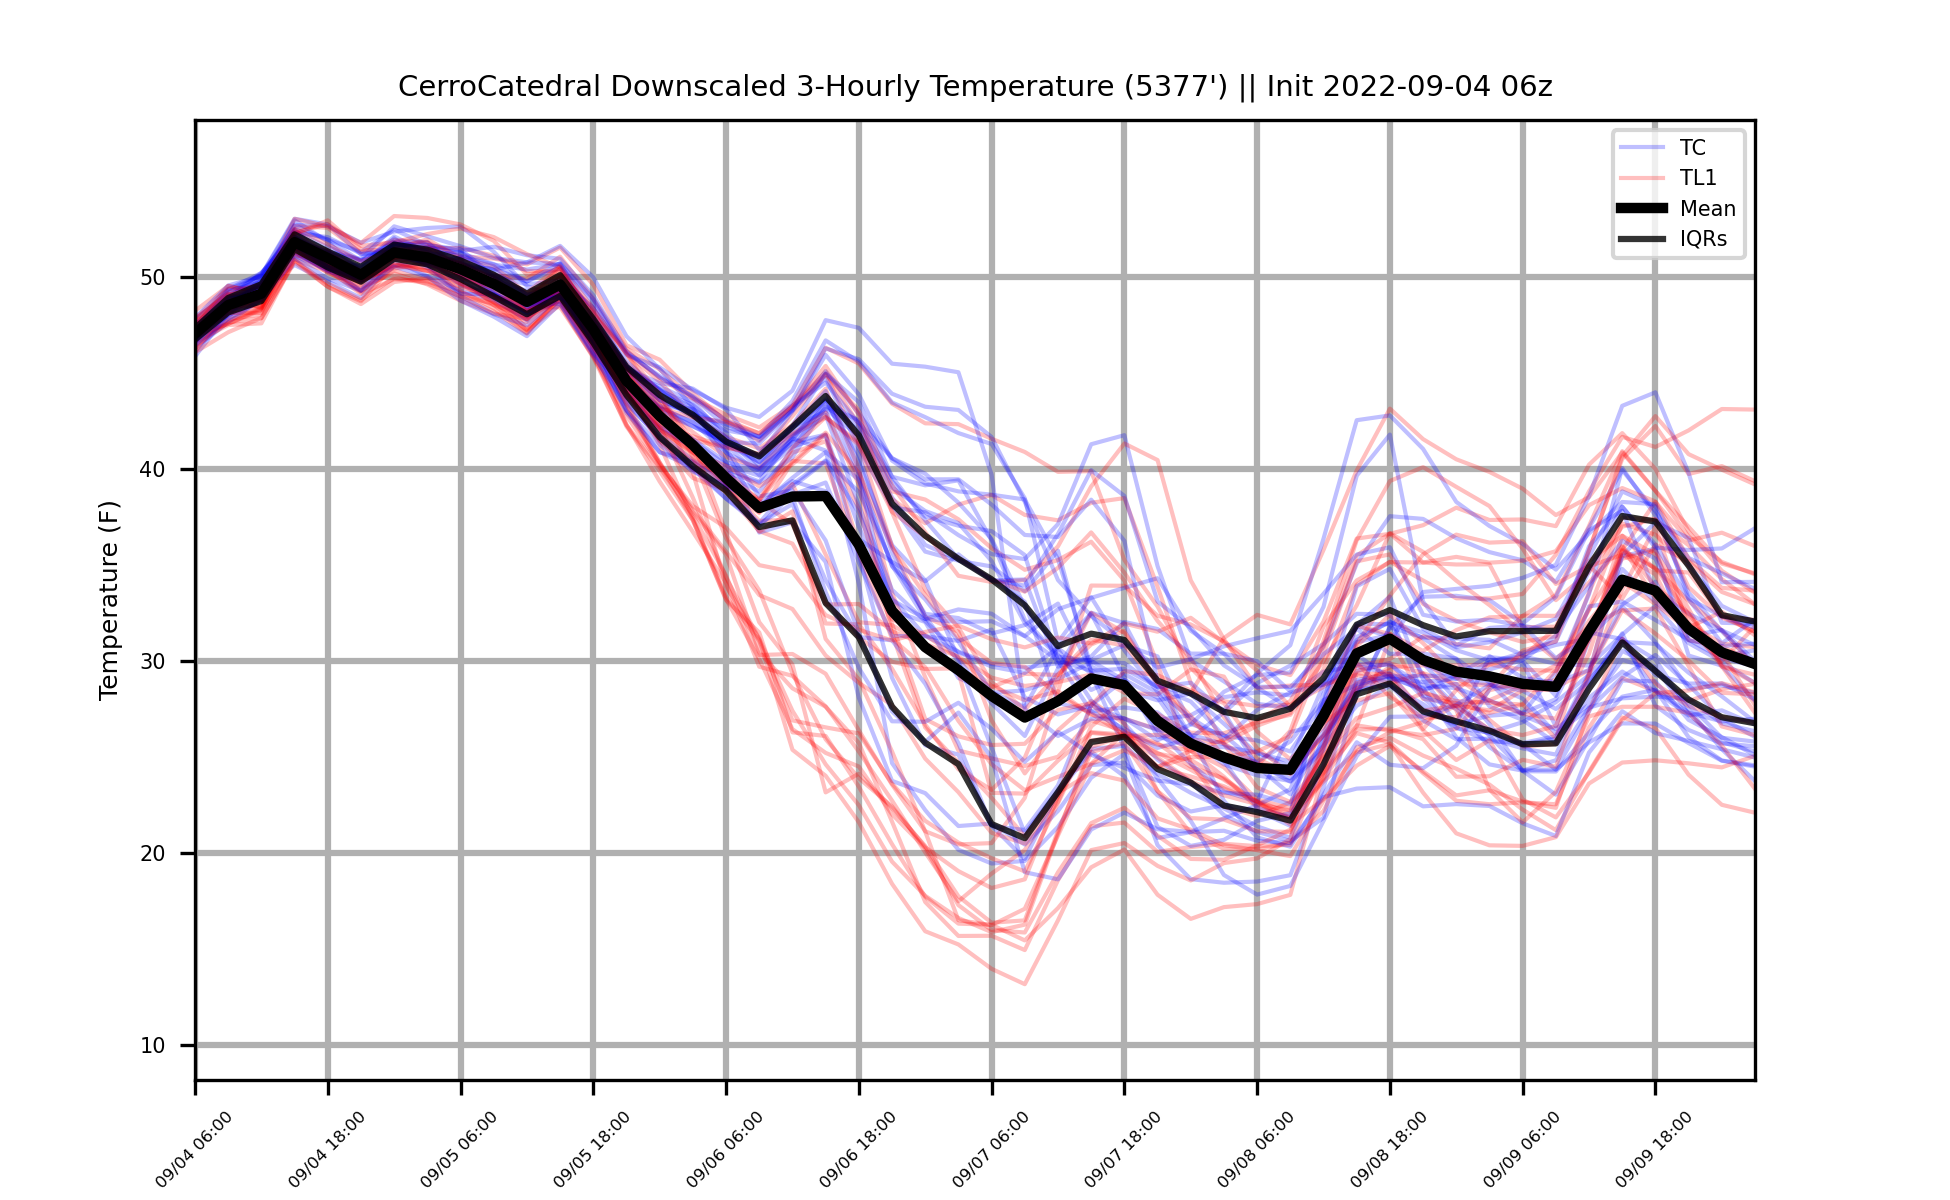 CerroCatedral Downscaled 3-Hourly Temperature (5377') || Init 2022-09-04 06z
TC
TL1
Mean
IQRs
Temperature (F)
50
40
30
20
10
09/04 06:00
09/04 18:00
09/05 06:00
09/05 18:00
09/06 06:00
09/06 18:00
09/07 06:00
09/07 18:00
09/08 06:00
09/08 18:00
09/09 06:00
09/09 18:00